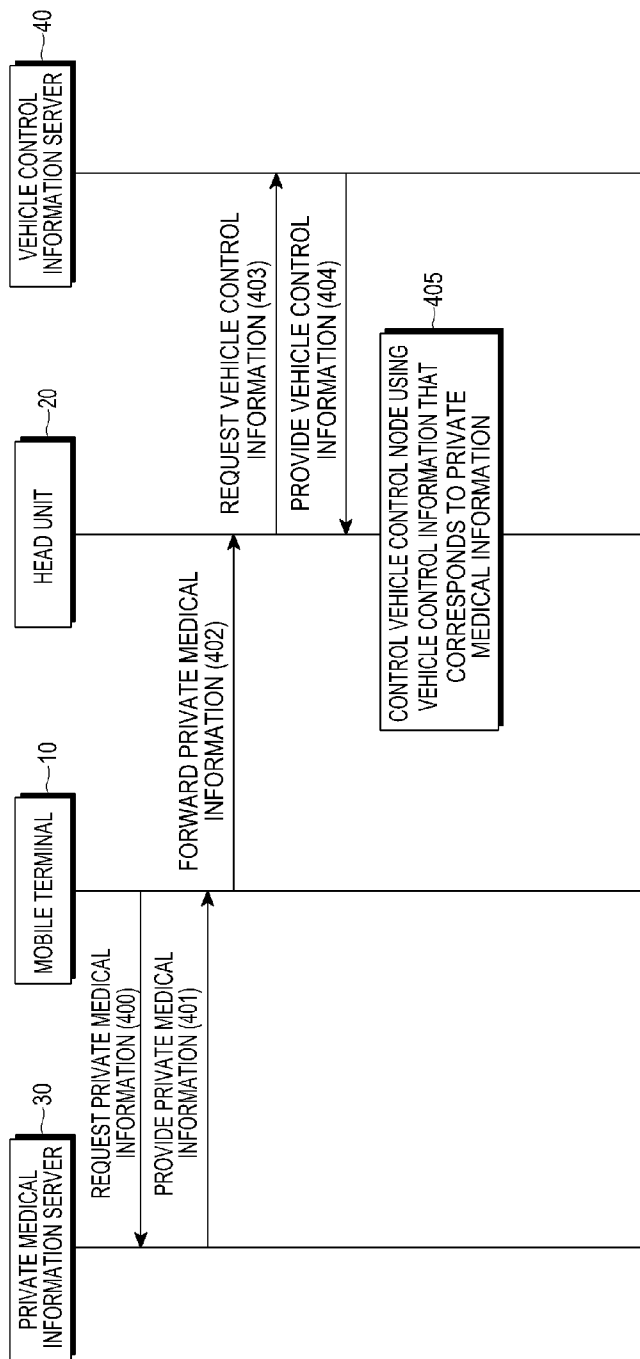 PRIVATE MEDICAL
INFORMATION SERVER
30
MOBILE TERMINAL
10
HEAD UNIT
20
VEHICLE CONTROL
INFORMATION SERVER
40
REQUEST PRIVATE MEDICAL
INFORMATION (400)
PROVIDE PRIVATE MEDICAL
INFORMATION (401)
FORWARD PRIVATE MEDICAL
INFORMATION (402)
REQUEST VEHICLE CONTROL
INFORMATION (403)
PROVIDE VEHICLE CONTROL
INFORMATION (404)
CONTROL VEHICLE CONTROL NODE USING
VEHICLE CONTROL INFORMATION THAT
CORRESPONDS TO PRIVATE
MEDICAL INFORMATION
405